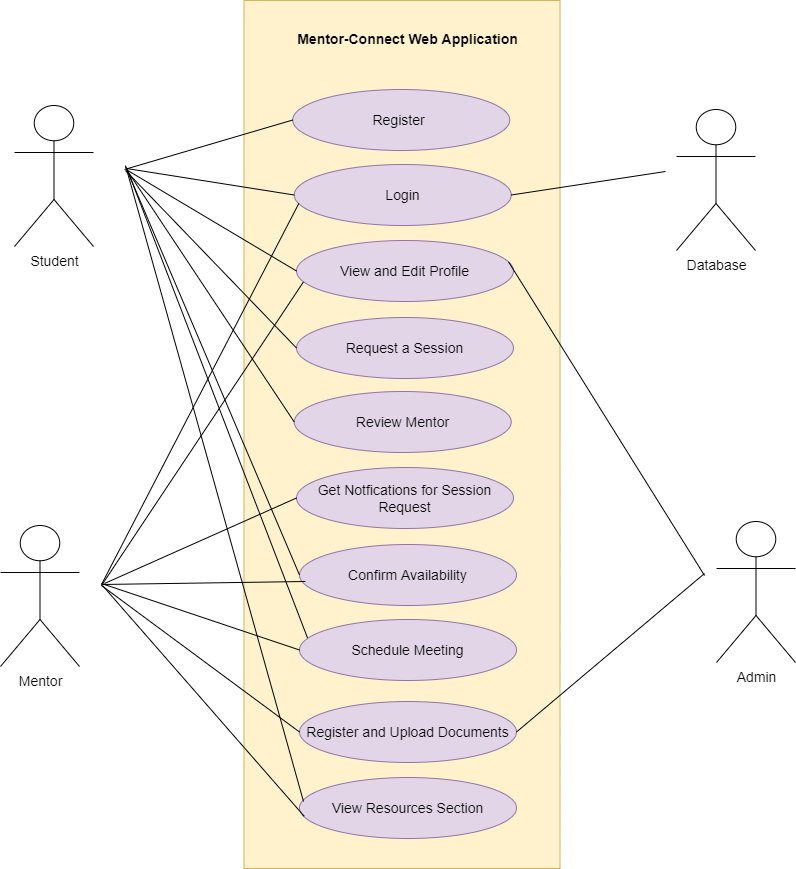 Mentor-Connect Web Application
Register
Login
Student
Database
View and Edit Profile
Request a Session
Review Mentor
Get Notfications for Session
Request
Confirm Availability
Schedule Meeting
Mentor
Admin
Register and Upload Documents
View Resources Section